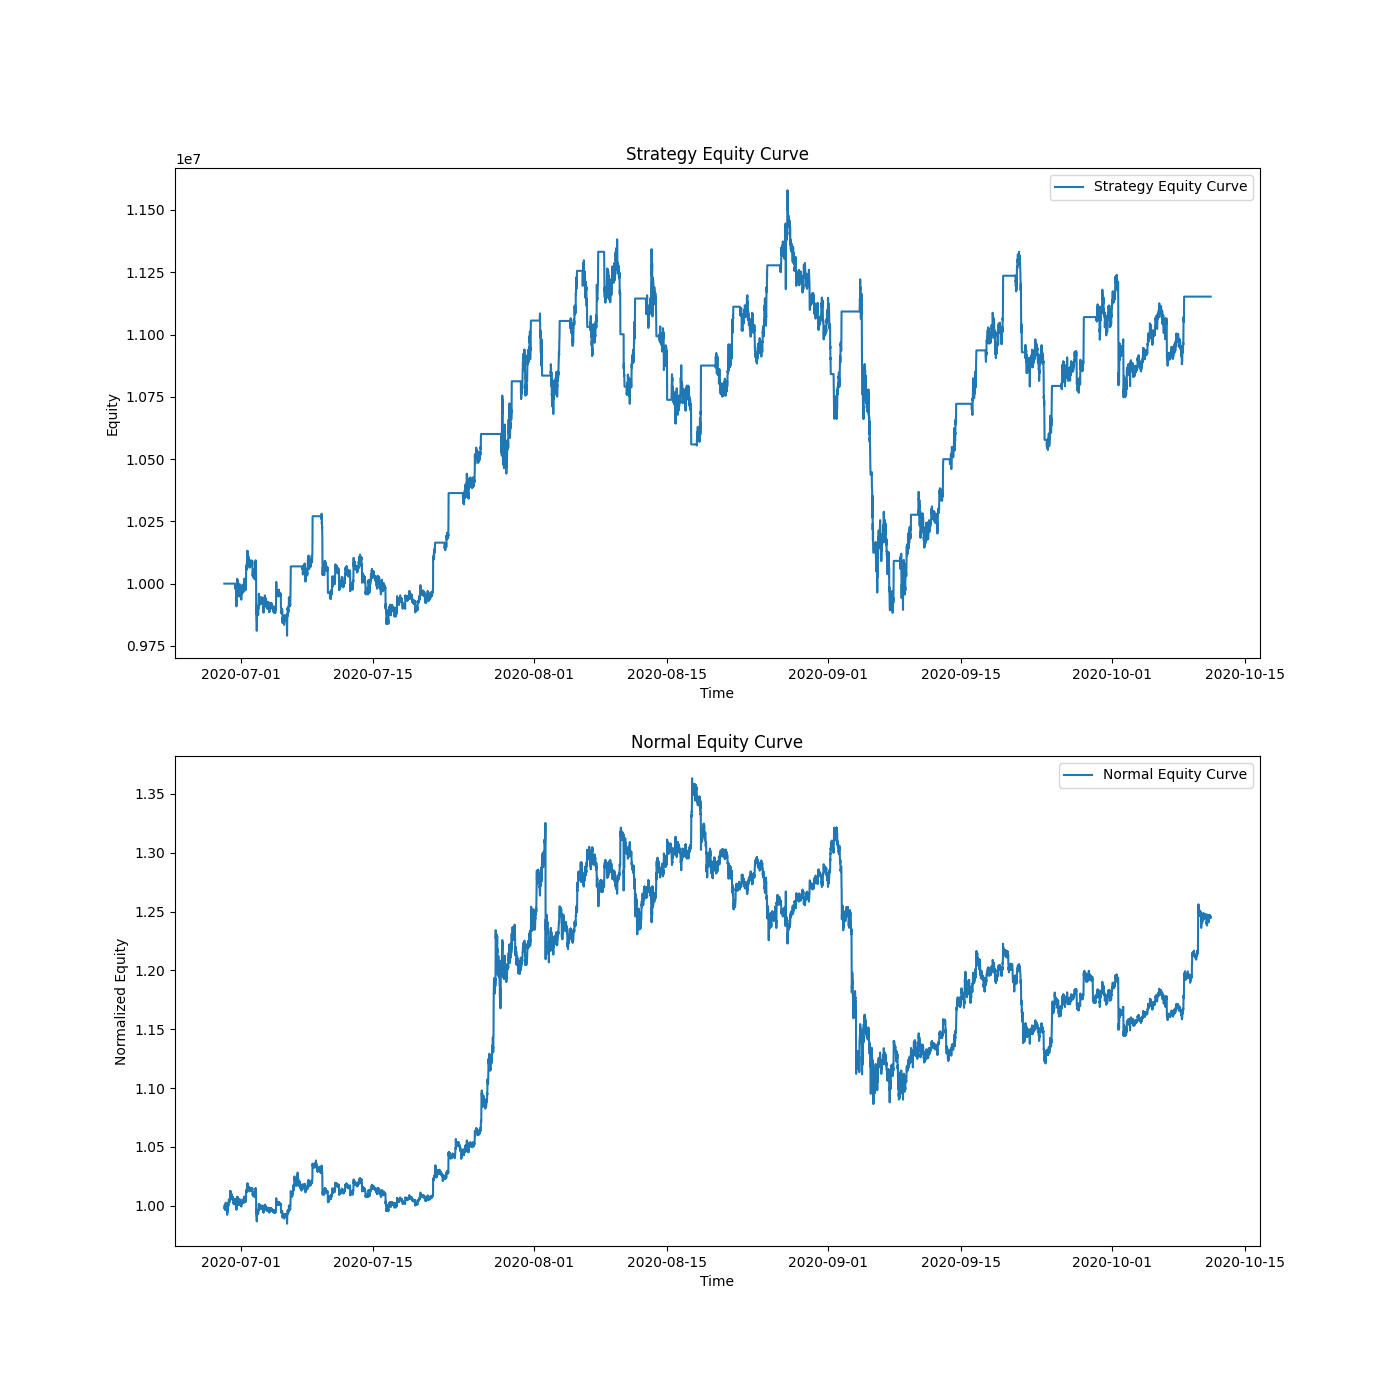 Strategy Equity Curve
1e7
Strategy Equity Curve
1.150
1.125
1.100
1.075
1.050
1.025
1.000
0.975
Equity
2020-07-01 2020-07-15 2020-08-01 2020-08-15 2020-09-01 2020-09-15 2020-10-01 2020-10-15
Time
Normal Equity Curve
Normal Equity Curve
1.35
1.30
1.25
1.20
1.15
1.10
1.05
1.00
Normalized Equity
2020-07-01 2020-07-15 2020-08-01 2020-08-15 2020-09-01 2020-09-15 2020-10-01 2020-10-15
Time